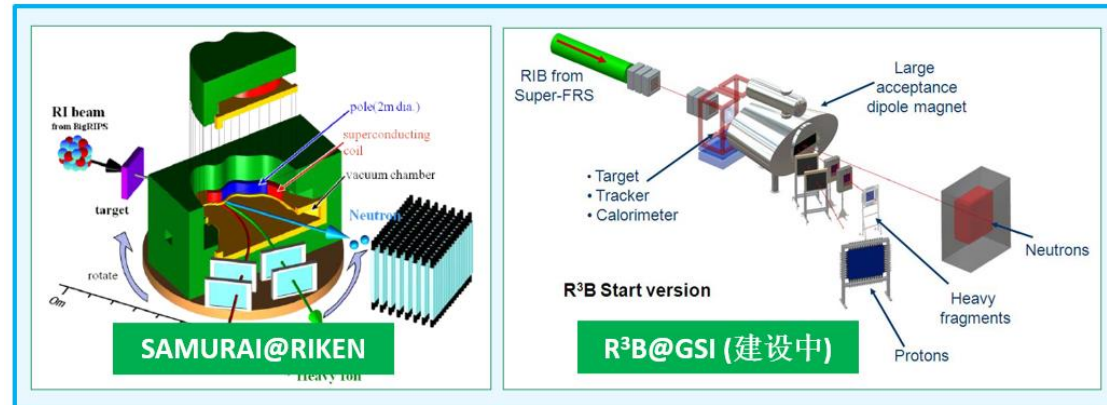 RI beam
from BigRIPS
target
pole(2m dia.)
superconducting
coil
vacuum chamber
Neutron
rotate
0m
SAMURAI@RIKEN
Heavy Ion
RIB from
Super-FRS
Large
acceptance
dipole magnet
• Target
• Tracker
• Calorimeter
Neutrons
Heavy
fragments
Protons
R³B Start version
R³B@GSI (建设中)